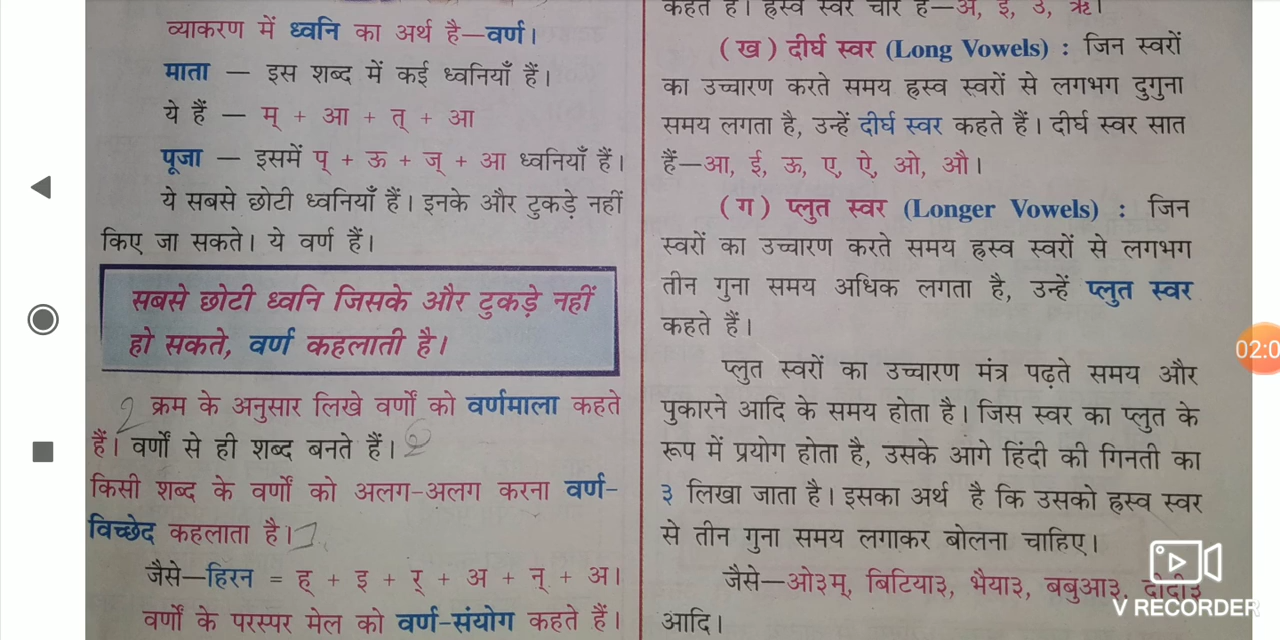 व्याकरण में ध्वनि का अर्थ है—वर्ण।
माता — इस शब्द में कई ध्वनियाँ हैं।
ये हैं — म् + आ + त् + आ
पूजा — इसमें प् + ऊ + ज् + आ ध्वनियाँ हैं।
ये सबसे छोटी ध्वनियाँ हैं। इनके और टुकड़े नहीं
किए जा सकते। ये वर्ण हैं।
सबसे छोटी ध्वनि जिसके और टुकड़े नहीं
हो सकते, वर्ण कहलाती है।
क्रम के अनुसार लिखे वर्णों को वर्णमाला कहते
हैं। वर्णों से ही शब्द बनते हैं।
किसी शब्द के वर्णों को अलग-अलग करना वर्ण-
विच्छेद कहलाता है।
जैसे—हिरन = ह् + इ + र् + अ + न् + अ।
वर्णों के परस्पर मेल को वर्ण-संयोग कहते हैं।
कहते हैं। ह्रस्व स्वर चार हैं—अ, इ, उ, ऋ।
(ख) दीर्घ स्वर (Long Vowels) : जिन स्वरों
का उच्चारण करते समय ह्रस्व स्वरों से लगभग दुगुना
समय लगता है, उन्हें दीर्घ स्वर कहते हैं। दीर्घ स्वर सात
हैं—आ, ई, ऊ, ए, ऐ, ओ, औ।
(ग) प्लुत स्वर (Longer Vowels) : जिन
स्वरों का उच्चारण करते समय ह्रस्व स्वरों से लगभग
तीन गुना समय अधिक लगता है, उन्हें प्लुत स्वर
कहते हैं।
प्लुत स्वरों का उच्चारण मंत्र पढ़ते समय और
पुकारने आदि के समय होता है। जिस स्वर का प्लुत के
रूप में प्रयोग होता है, उसके आगे हिंदी की गिनती का
३ लिखा जाता है। इसका अर्थ है कि उसको ह्रस्व स्वर
से तीन गुना समय लगाकर बोलना चाहिए।
जैसे—ओ३म्, बिटिया३, भैया३, बबुआ३, दीदी३
आदि।
02:0
V RECORDER